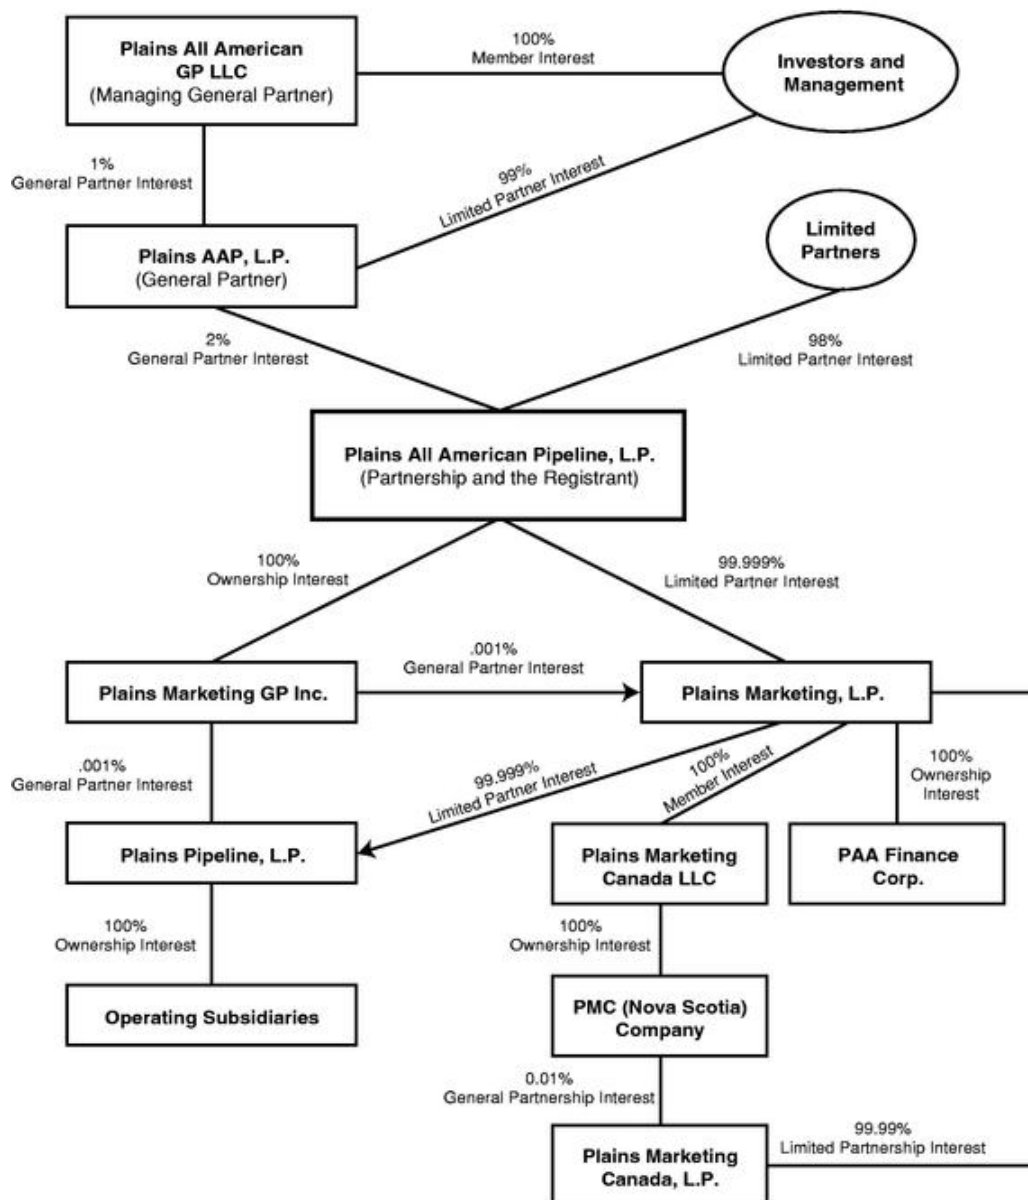 Plains All American
GP LLC
(Managing General Partner)
100%
Member Interest
Investors and
Management
1%
General Partner Interest
99%
Limited Partner Interest
Plains AAP, L.P.
(General Partner)
Limited
Partners
2%
General Partner Interest
98%
Limited Partner Interest
Plains All American Pipeline, L.P.
(Partnership and the Registrant)
100%
Ownership Interest
99.999%
Limited Partner Interest
Plains Marketing GP Inc.
.001%
General Partner Interest
Plains Marketing, L.P.
.001%
General Partner Interest
99.999%
Limited Partner Interest
100%
Member Interest
100%
Ownership
Interest
Plains Pipeline, L.P.
Plains Marketing
Canada LLC
PAA Finance
Corp.
100%
Ownership Interest
100%
Ownership Interest
Operating Subsidiaries
PMC (Nova Scotia)
Company
0.01%
General Partnership Interest
Plains Marketing
Canada, L.P.
99.99%
Limited Partnership Interest